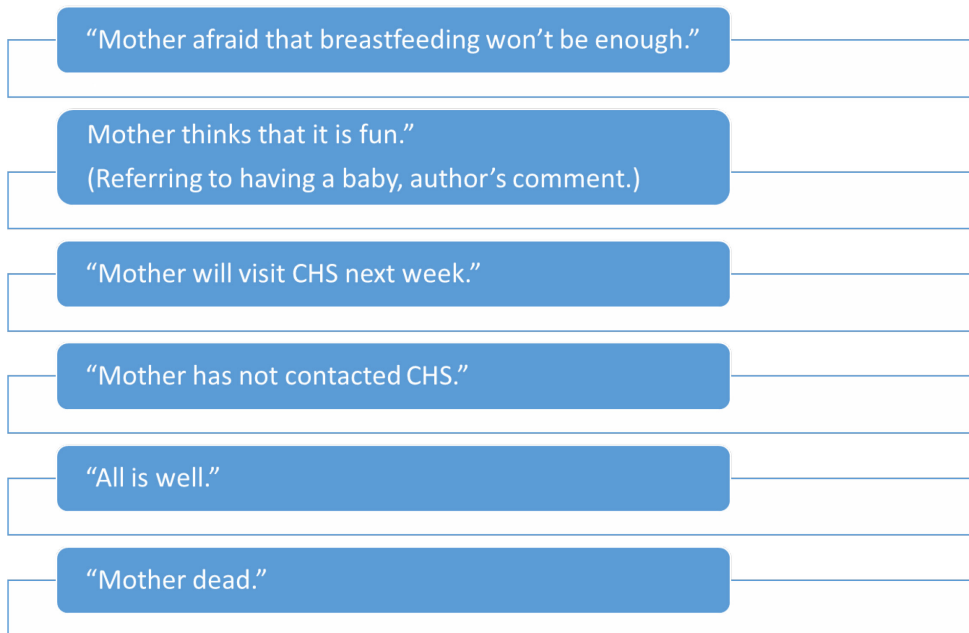 “Mother afraid that breastfeeding won’t be enough.”
Mother thinks that it is fun.”
(Referring to having a baby, author’s comment.)
“Mother will visit CHS next week.”
“Mother has not contacted CHS.”
“All is well.”
“Mother dead.”